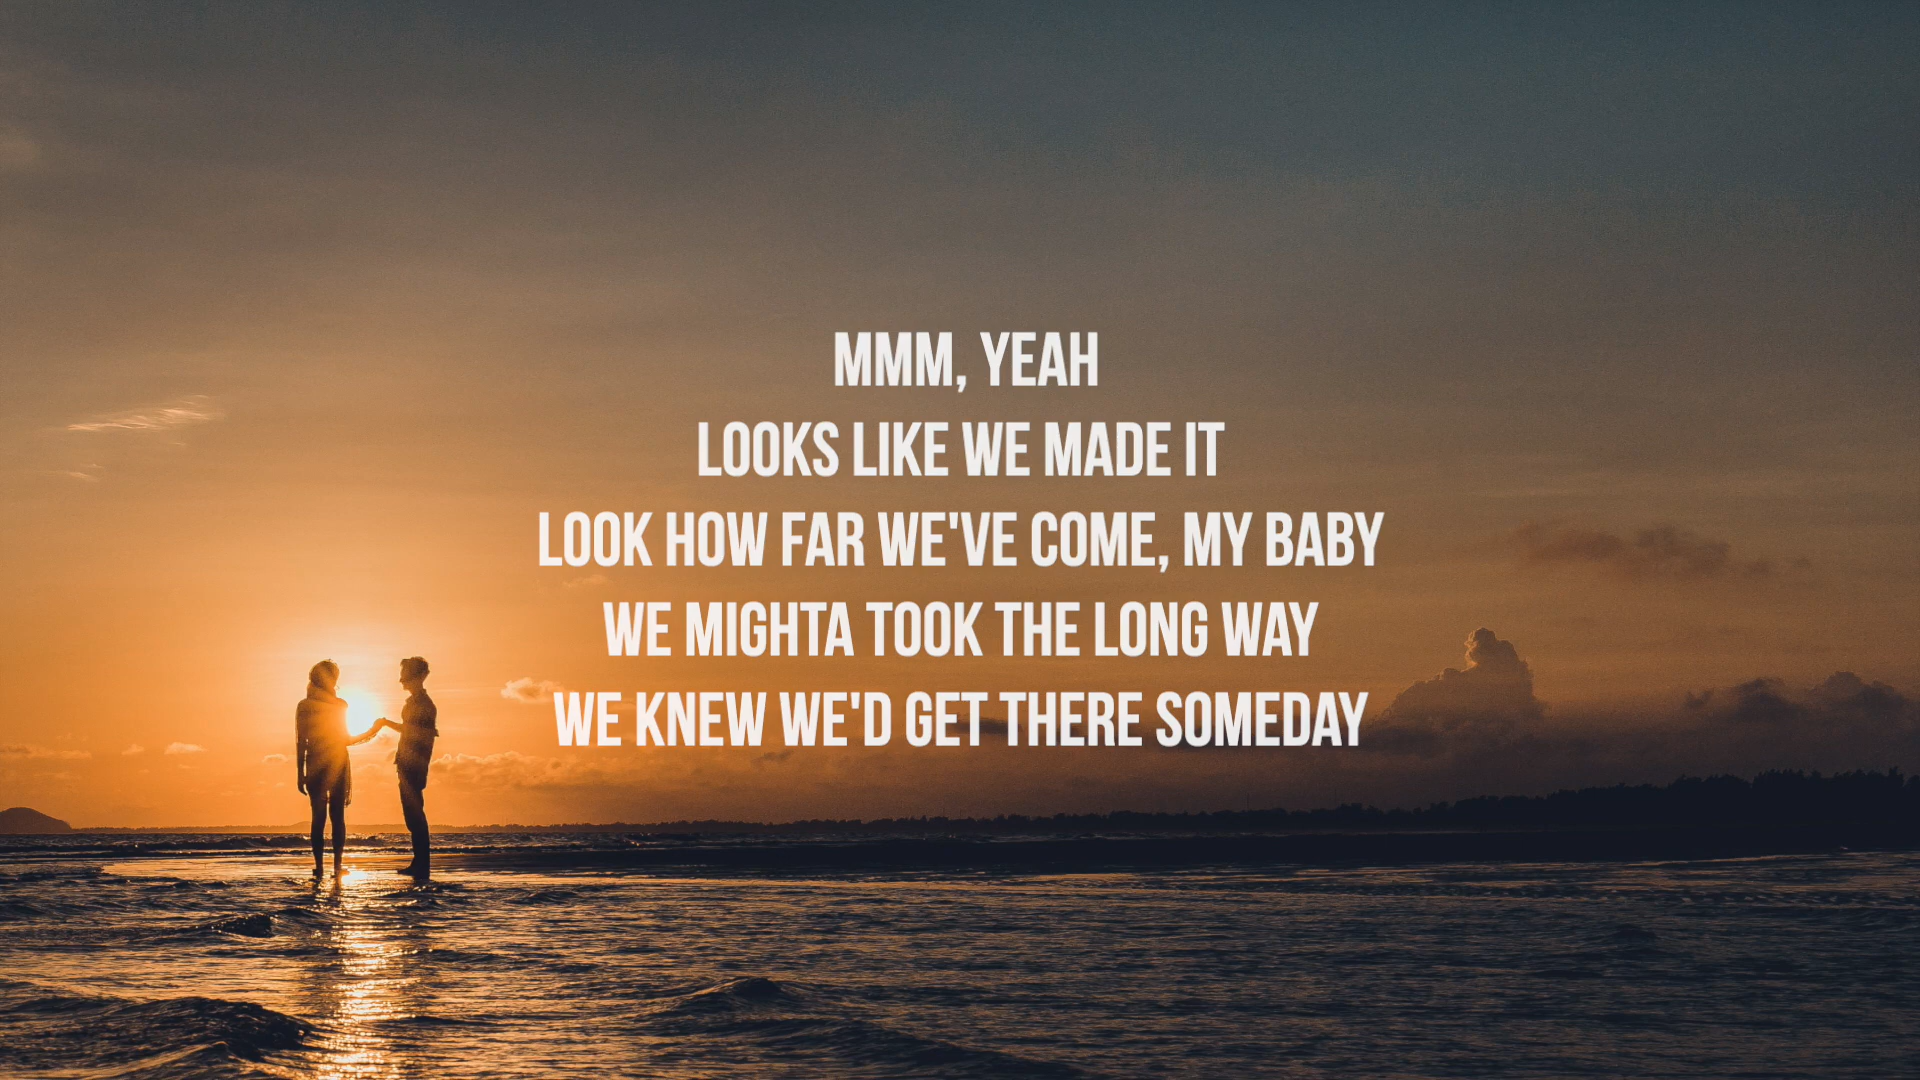 MMM, YEAH
LOOKS LIKE WE MADE IT
LOOK HOW FAR WE'VE COME, MY BABY
WE MIGHTA TOOK THE LONG WAY
WE KNEW WE'D GET THERE SOMEDAY